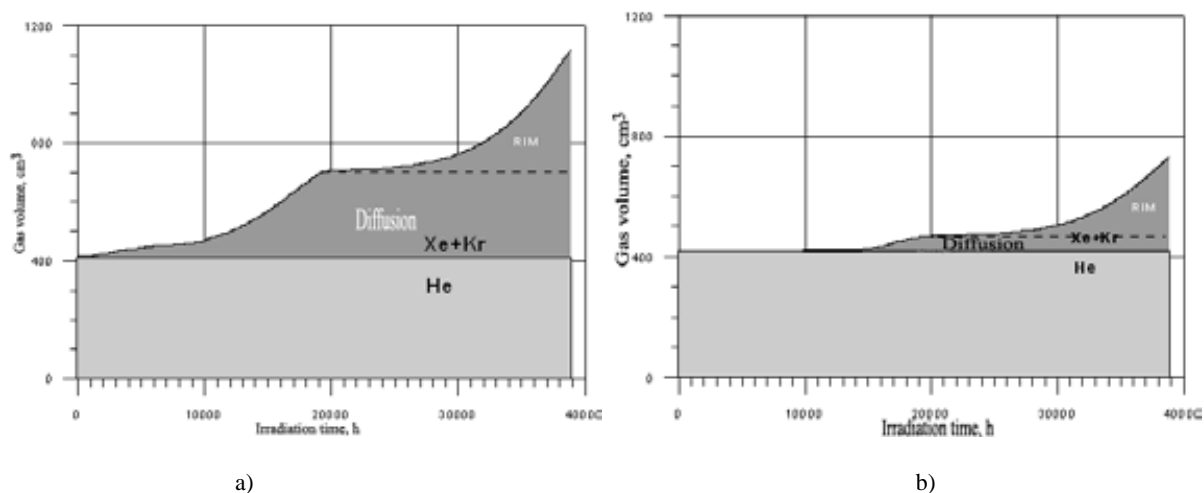 1200
800
400
0
Gas volume, cm³
RIM
Diffusion
Xe+Kr
He
0 10000 20000 30000 40000
Irradiation time, h
a)
1200
800
400
0
Gas volume, cm³
RIM
Xe+Kr
Diffusion
He
0 10000 20000 30000 40000
Irradiation time, h
b)